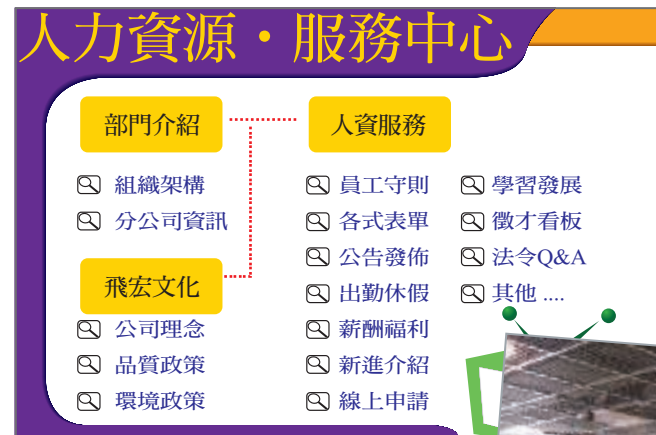 人力資源・服務中心
部門介紹
組織架構
分公司資訊
飛宏文化
公司理念
品質政策
環境政策
人資服務
員工守則
各式表單
公告發佈
出勤休假
薪酬福利
新進介紹
線上申請
學習發展
徵才看板
法令Q&A
其他 ....